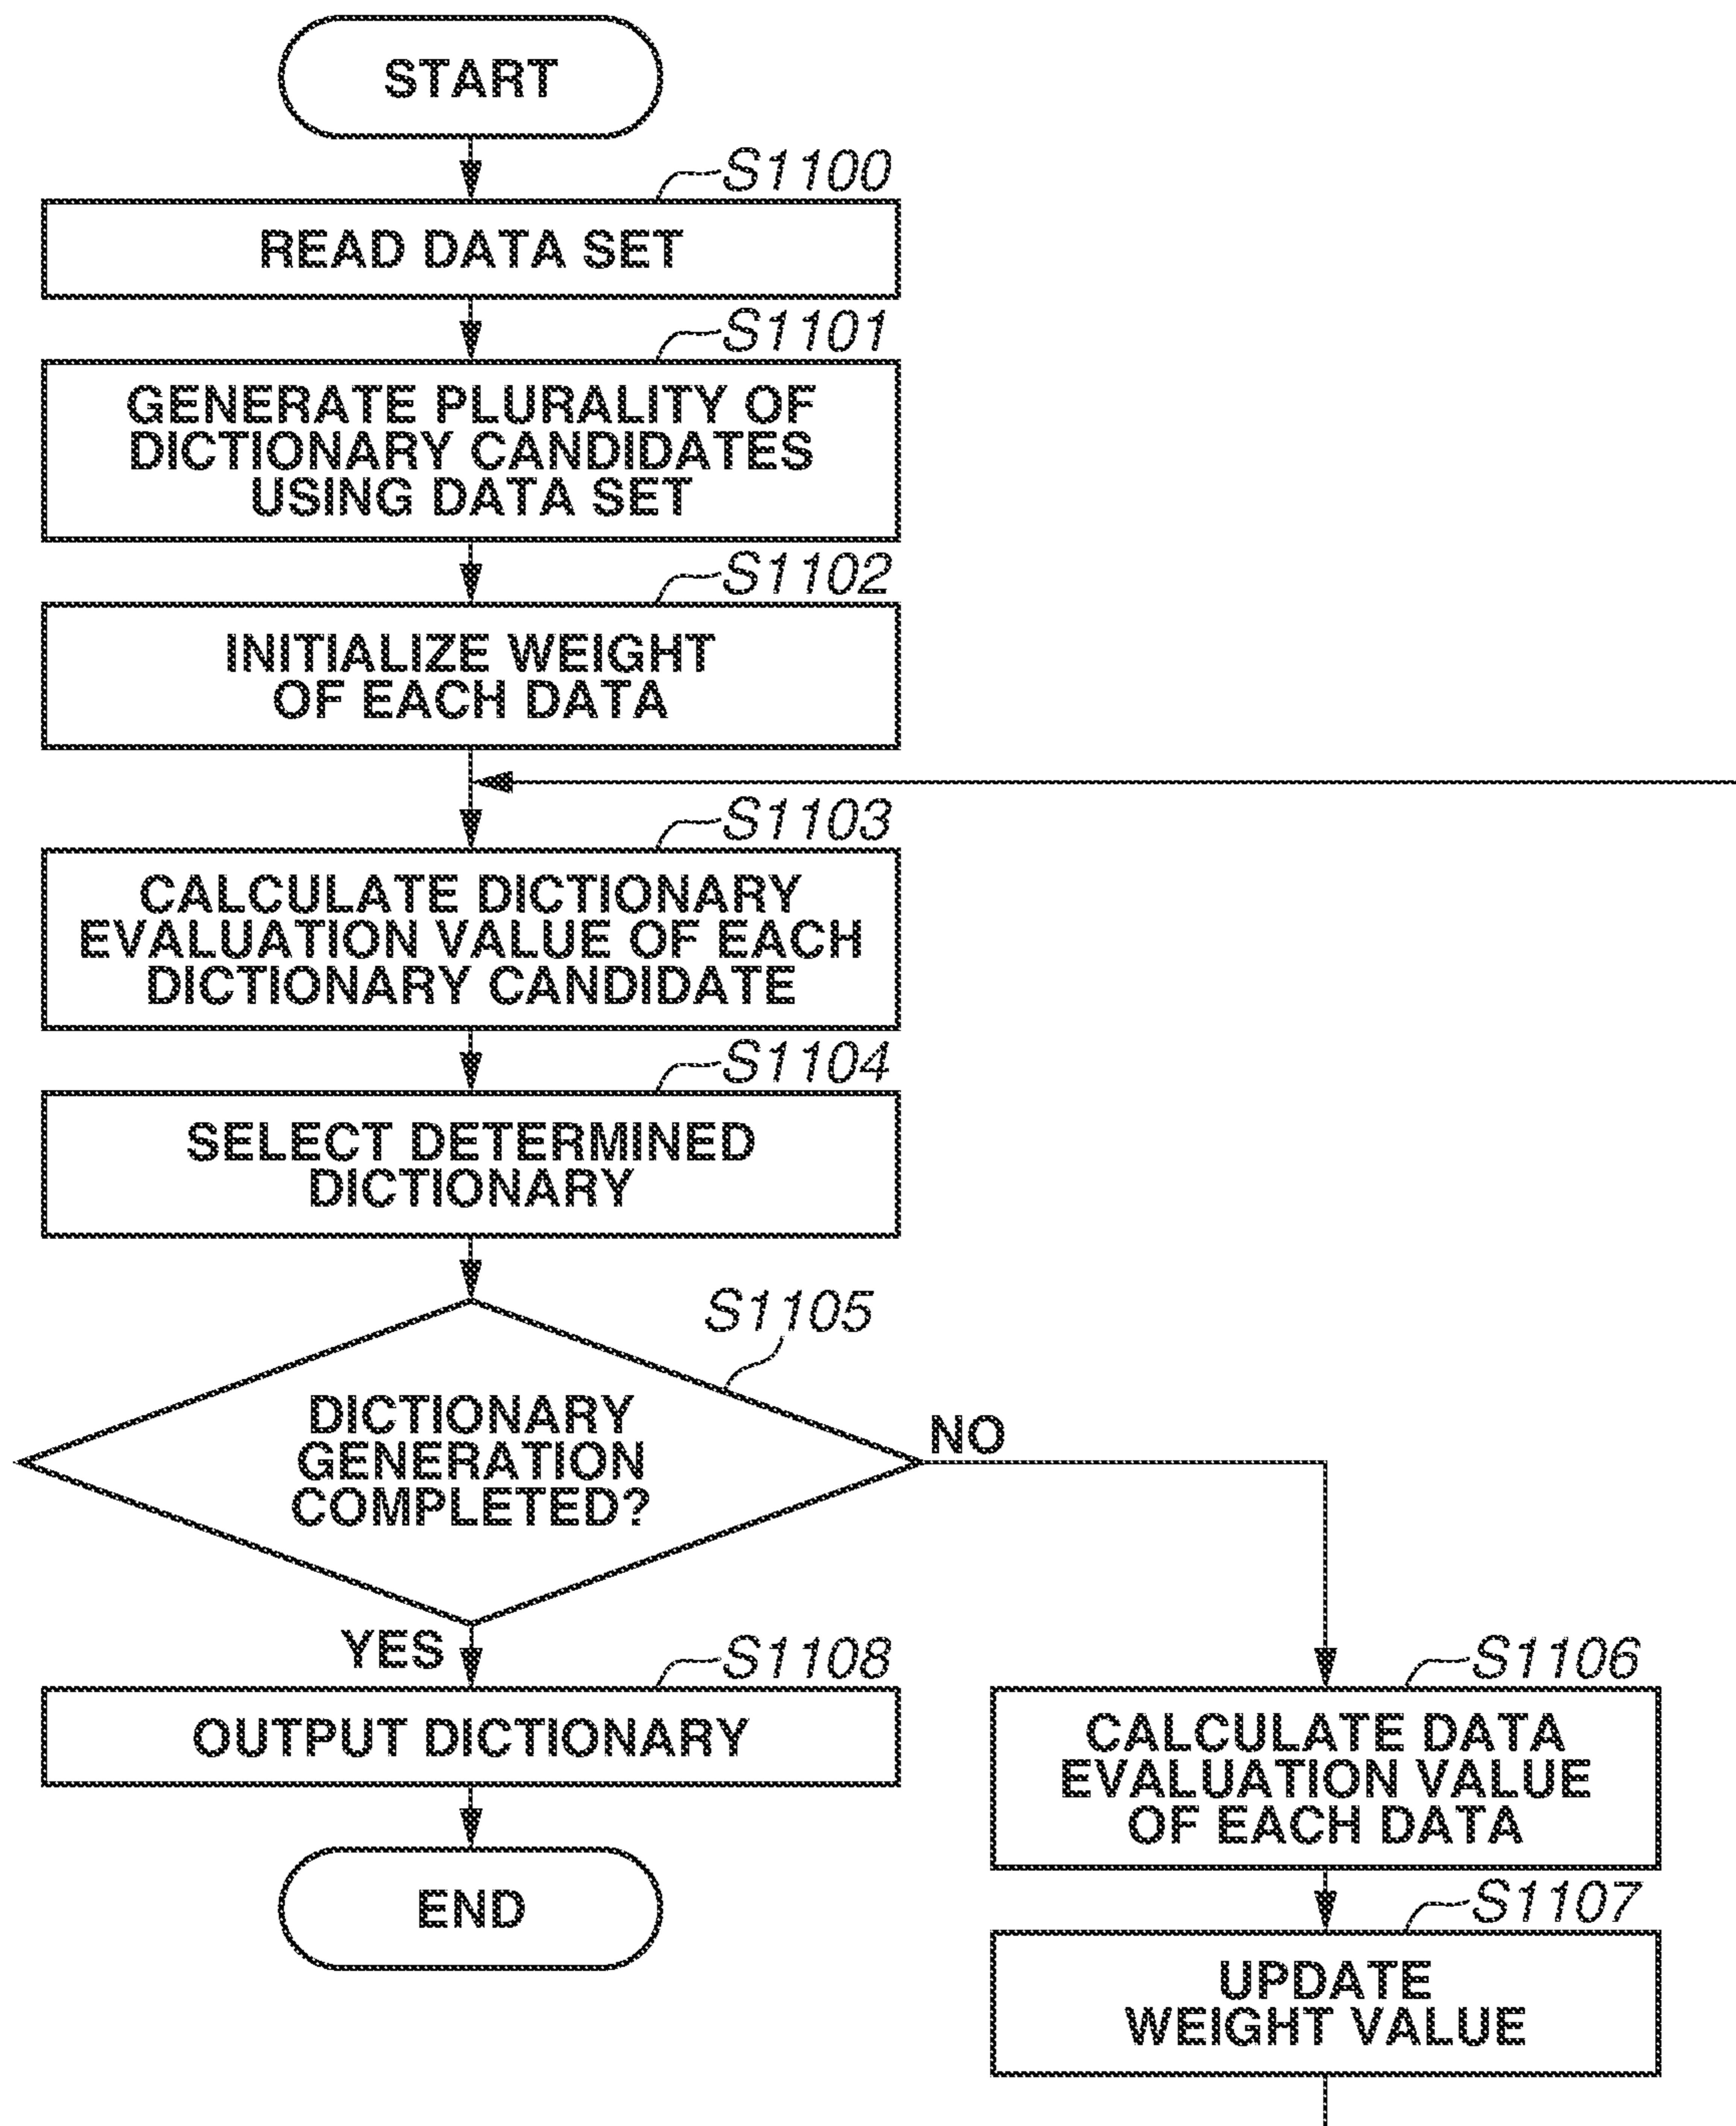 START
S1100
READ DATA SET
S1101
GENERATE PLURALITY OF
DICTIONARY CANDIDATES
USING DATA SET
S1102
INITIALIZE WEIGHT
OF EACH DATA
S1103
CALCULATE DICTIONARY
EVALUATION VALUE OF EACH
DICTIONARY CANDIDATE
S1104
SELECT DETERMINED
DICTIONARY
S1105
DICTIONARY
GENERATION
COMPLETED?
NO
YES
S1108
OUTPUT DICTIONARY
END
S1106
CALCULATE DATA
EVALUATION VALUE
OF EACH DATA
S1107
UPDATE
WEIGHT VALUE